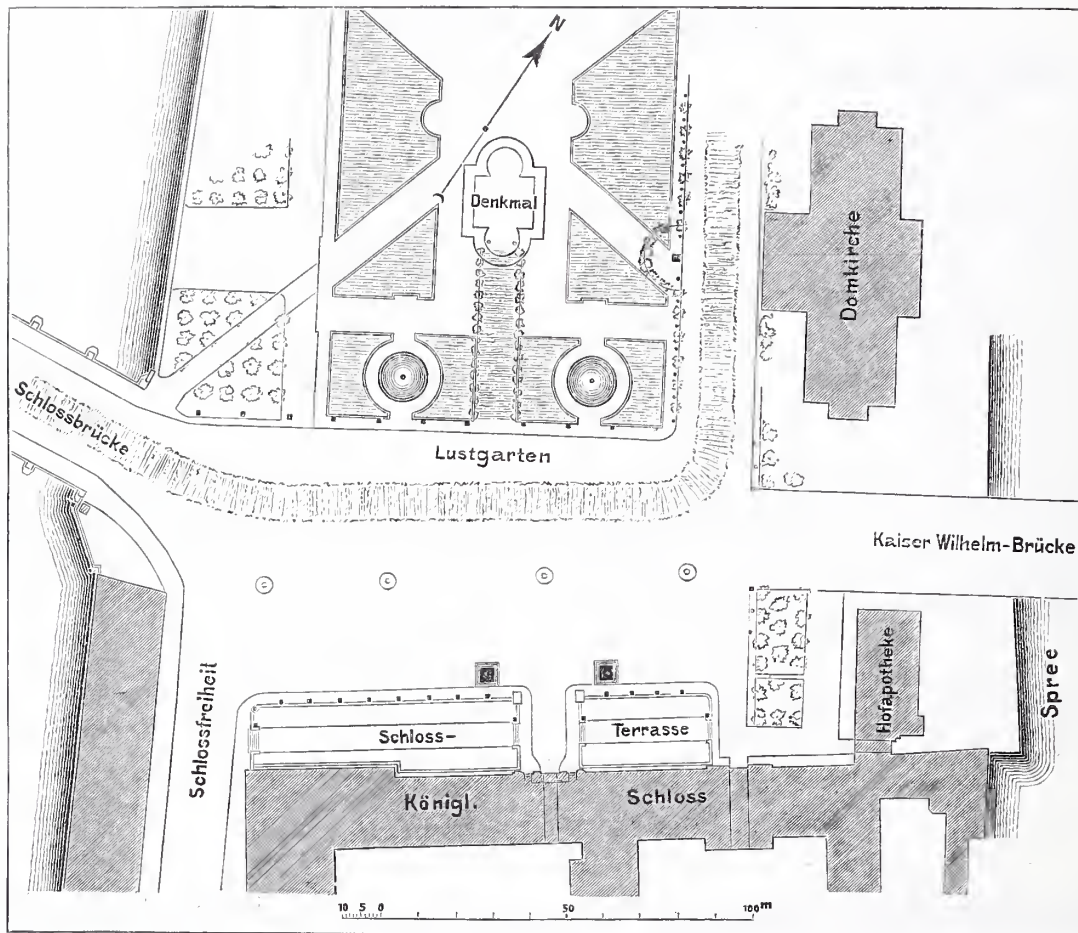 N
Denkmal
Domkirche
Schlossbrücke
Lustgarten
Kaiser Wilhelm-Brücke
Schlossfreiheit
Hofapotheke
Spree
Schloss-
Terrasse
Königl.
Schloss
10 5 0 50 100m